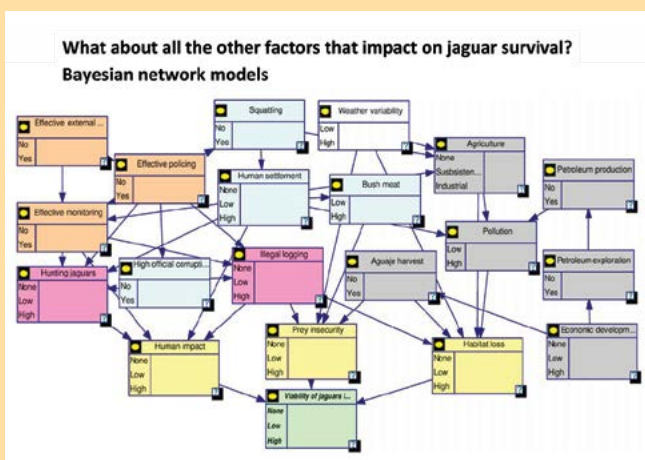 What about all the other factors that impact on jaguar survival?
Bayesian network models
Squatting
No
Yes
Weather variability
Low
High
Effective external ...
No
Yes
Agriculture
None
Susbsisten...
Industrial
Effective policing
No
Yes
Human settlement
None
Low
High
Bush meat
Low
High
Petroleum production
No
Yes
Effective monitoring
No
Yes
Pollution
Low
High
Hunting jaguars
None
Low
High
High offical corrupti...
No
Yes
Illegal logging
None
Low
High
Aguaje harvest
No
Yes
Petroleum exploration
No
Yes
Human impact
None
Low
High
Prey insecurity
None
Low
High
Habitat loss
None
Low
High
Economic developm...
None
Low
High
Viability of jaguars i...
None
Low
High